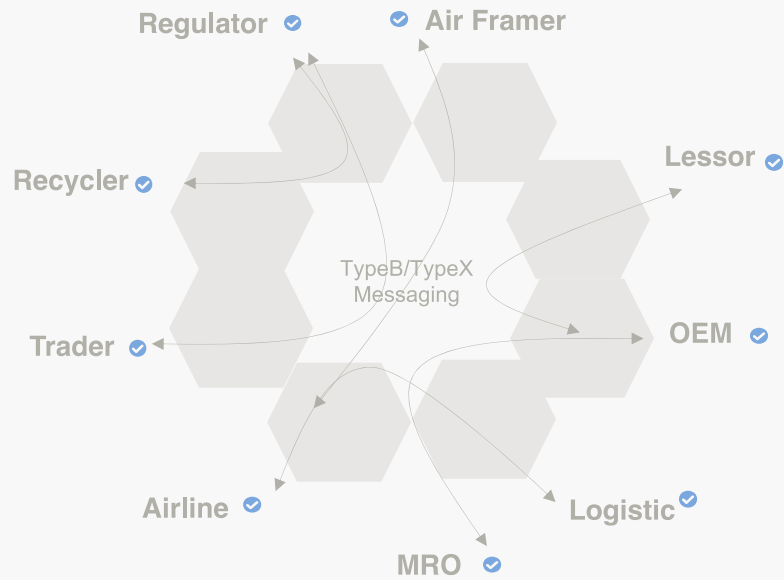 Regulator
Air Framer
Recycler
Lessor
TypeB/TypeX
Messaging
Trader
OEM
Airline
Logistic
MRO